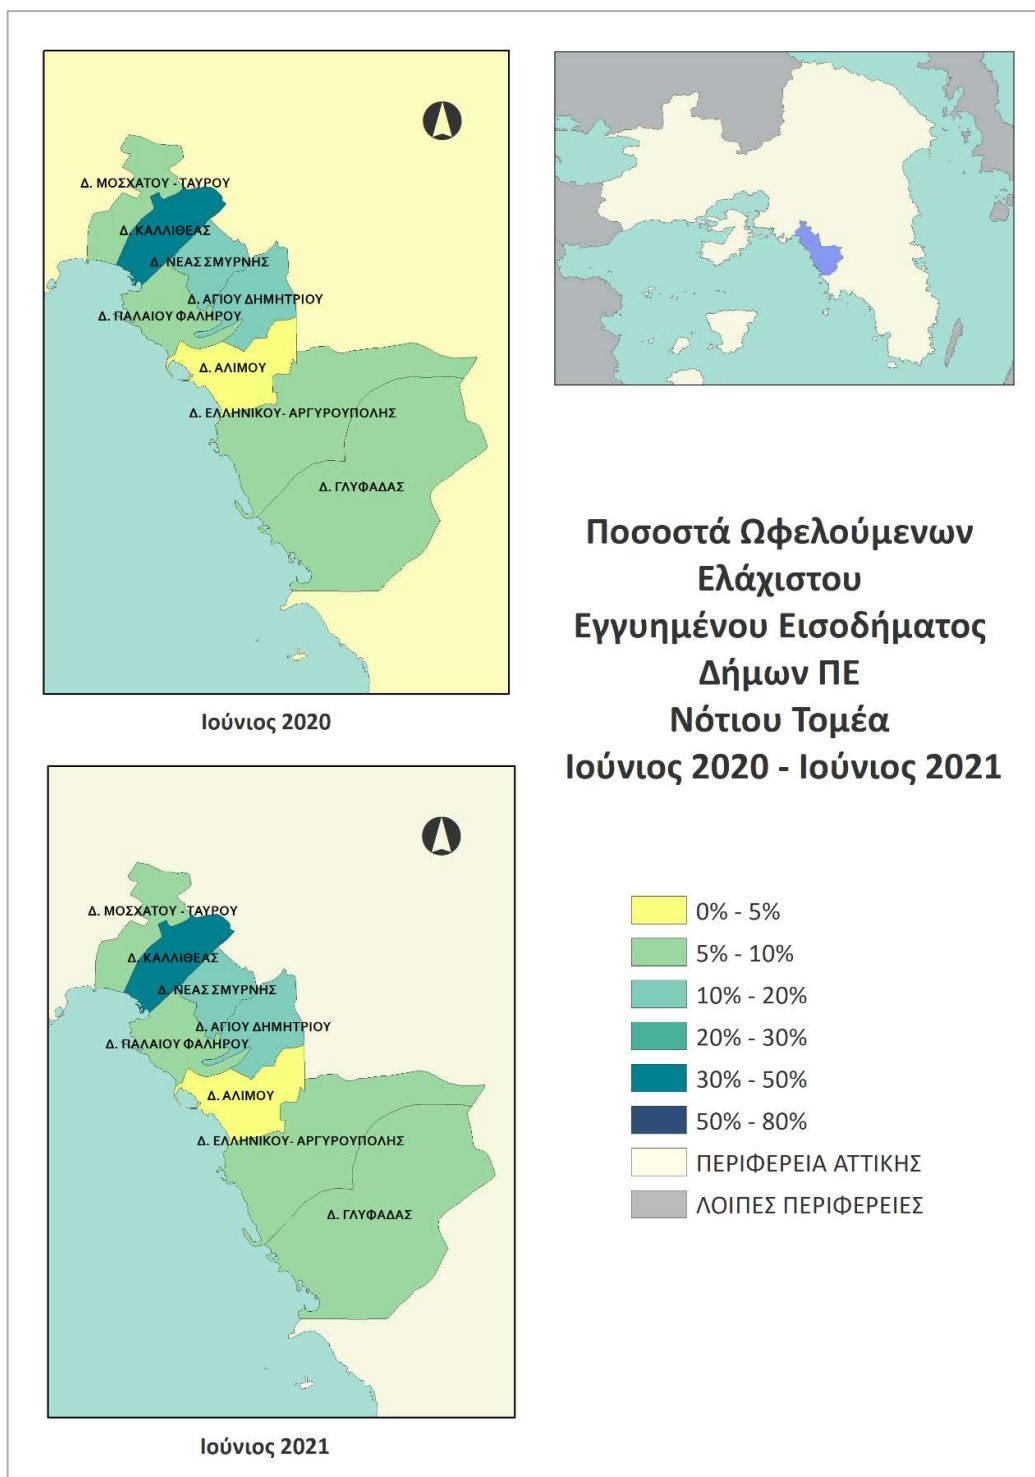 Δ. ΜΟΣΧΑΤΟΥ - ΤΑΥΡΟΥ
Δ. ΚΑΛΛΙΘΕΑΣ
Δ. ΝΕΑΣ ΣΜΥΡΝΗΣ
Δ. ΑΓΙΟΥ ΔΗΜΗΤΡΙΟΥ
Δ. ΠΑΛΑΙΟΥ ΦΑΛΗΡΟΥ
Δ. ΑΛΙΜΟΥ
Δ. ΕΛΛΗΝΙΚΟΥ- ΑΡΓΥΡΟΥΠΟΛΗΣ
Δ. ΓΛΥΦΑΔΑΣ
Ιούνιος 2020
Ποσοστά Ωφελούμενων
Ελάχιστου
Εγγυημένου Εισοδήματος
Δήμων ΠΕ
Νότιου Τομέα
Ιούνιος 2020 - Ιούνιος 2021
Δ. ΜΟΣΧΑΤΟΥ - ΤΑΥΡΟΥ
Δ. ΚΑΛΛΙΘΕΑΣ
Δ. ΝΕΑΣ ΣΜΥΡΝΗΣ
Δ. ΑΓΙΟΥ ΔΗΜΗΤΡΙΟΥ
Δ. ΠΑΛΑΙΟΥ ΦΑΛΗΡΟΥ
Δ. ΑΛΙΜΟΥ
Δ. ΕΛΛΗΝΙΚΟΥ- ΑΡΓΥΡΟΥΠΟΛΗΣ
Δ. ΓΛΥΦΑΔΑΣ
Ιούνιος 2021
0% - 5%
5% - 10%
10% - 20%
20% - 30%
30% - 50%
50% - 80%
ΠΕΡΙΦΕΡΕΙΑ ΑΤΤΙΚΗΣ
ΛΟΙΠΕΣ ΠΕΡΙΦΕΡΕΙΕΣ